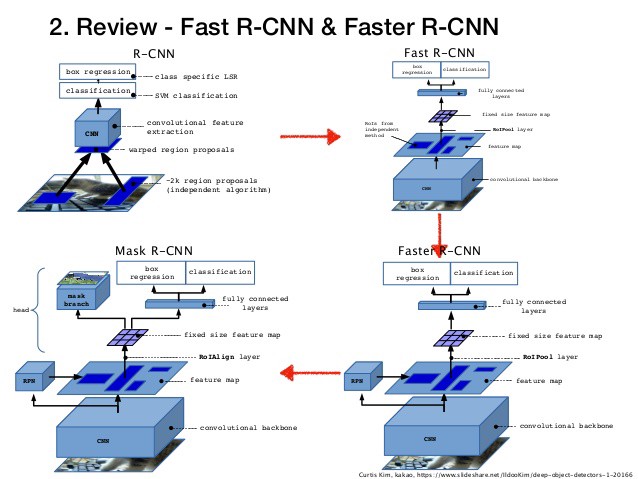 2. Review - Fast R-CNN & Faster R-CNN
R-CNN
box regression
class specific LSR
classification
SVM classification
CNN
convolutional feature
extraction
warped region proposals
~2k region proposals
(independent algorithm)
Fast R-CNN
box
regression
classification
fully connected
layers
fixed size feature map
RoIs from
independent
method
RoIPool layer
feature map
convolutional backbone
CNN
Mask R-CNN
box
regression
classification
mask
branch
head
fully connected
layers
fixed size feature map
RoIAlign layer
RPN
feature map
convolutional backbone
CNN
Faster R-CNN
box
regression
classification
fully connected
layers
fixed size feature map
RoIPool layer
RPN
feature map
convolutional backbone
CNN
Curtis Kim, kakao, https://www.slideshare.net/IldooKim/deep-object-detectors-1-20166